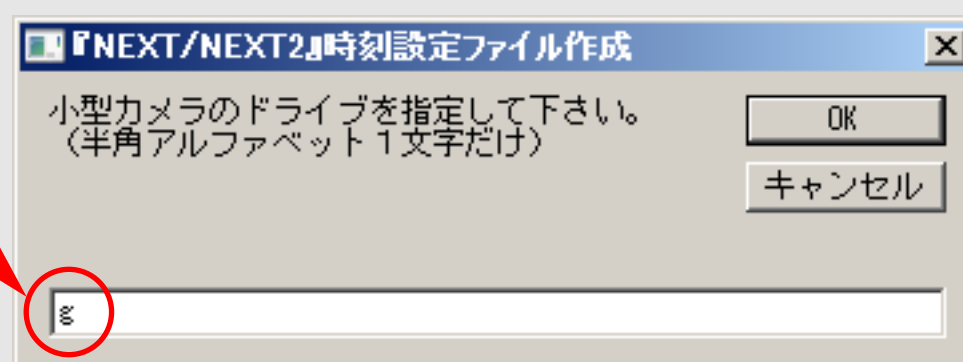 『NEXT/NEXT2』時刻設定ファイル作成
小型カメラのドライブを指定して下さい。
（半角アルファベット１文字だけ）
OK
キャンセル
g